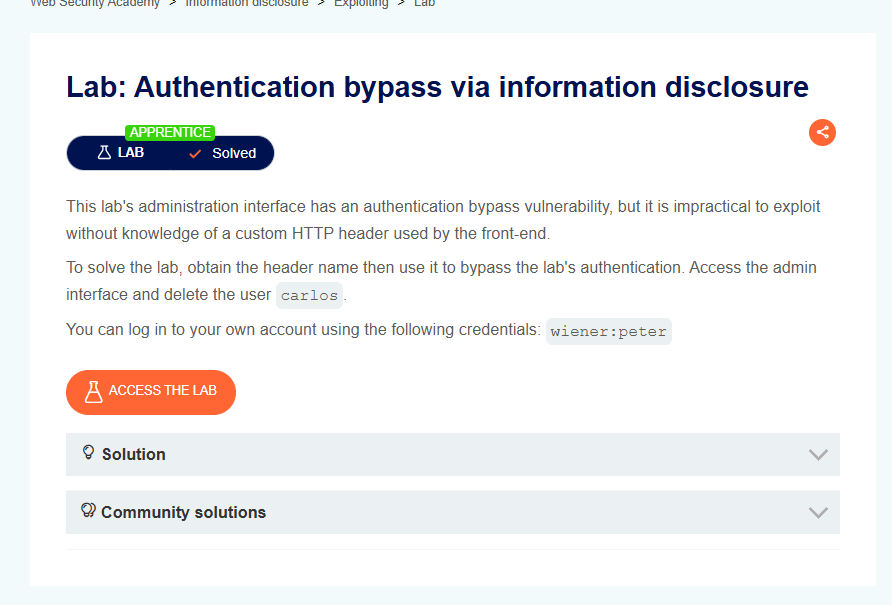 Web Security Academy > Information disclosure > Exploiting > Lab
Lab: Authentication bypass via information disclosure
APPRENTICE
LAB Solved
This lab's administration interface has an authentication bypass vulnerability, but it is impractical to exploit
without knowledge of a custom HTTP header used by the front-end.
To solve the lab, obtain the header name then use it to bypass the lab's authentication. Access the admin
interface and delete the user carlos.
You can log in to your own account using the following credentials: wiener:peter
ACCESS THE LAB
Solution
Community solutions